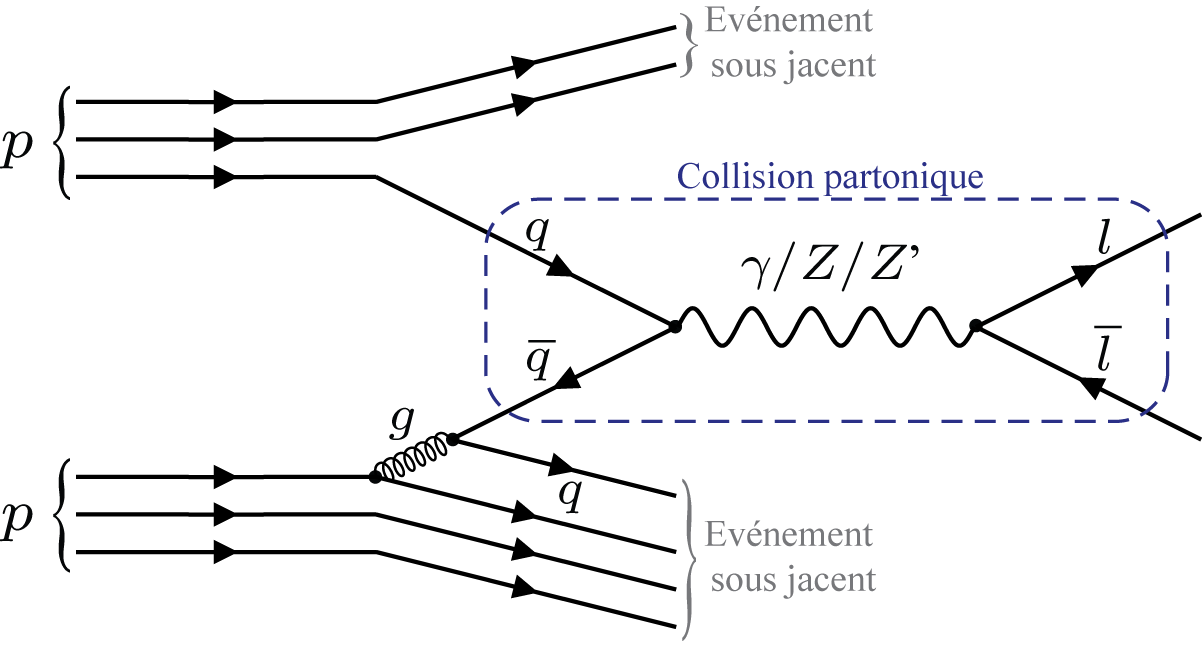 Evénement
sous jacent
p
Collision partonique
q
γ/Z/Z’
l
q̅
l̅
g
q
p
Evénement
sous jacent